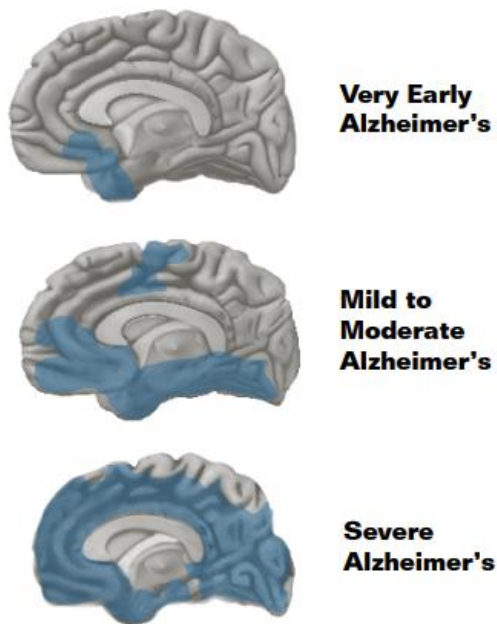 Very Early
Alzheimer's
Mild to
Moderate
Alzheimer's
Severe
Alzheimer's